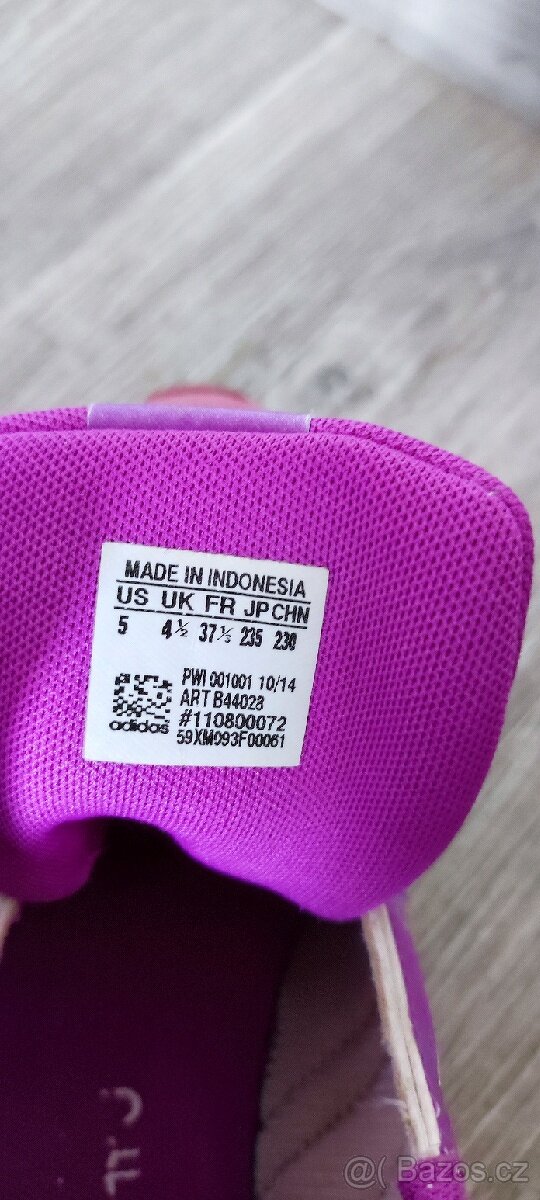 MADE IN INDONESIA
US UK FR JP CHN
5 4½ 37⅓ 235 230
PWI 001001 10/14
ART B44028
#110800072
adidas 59XM093F00061
@( Bazos.cz